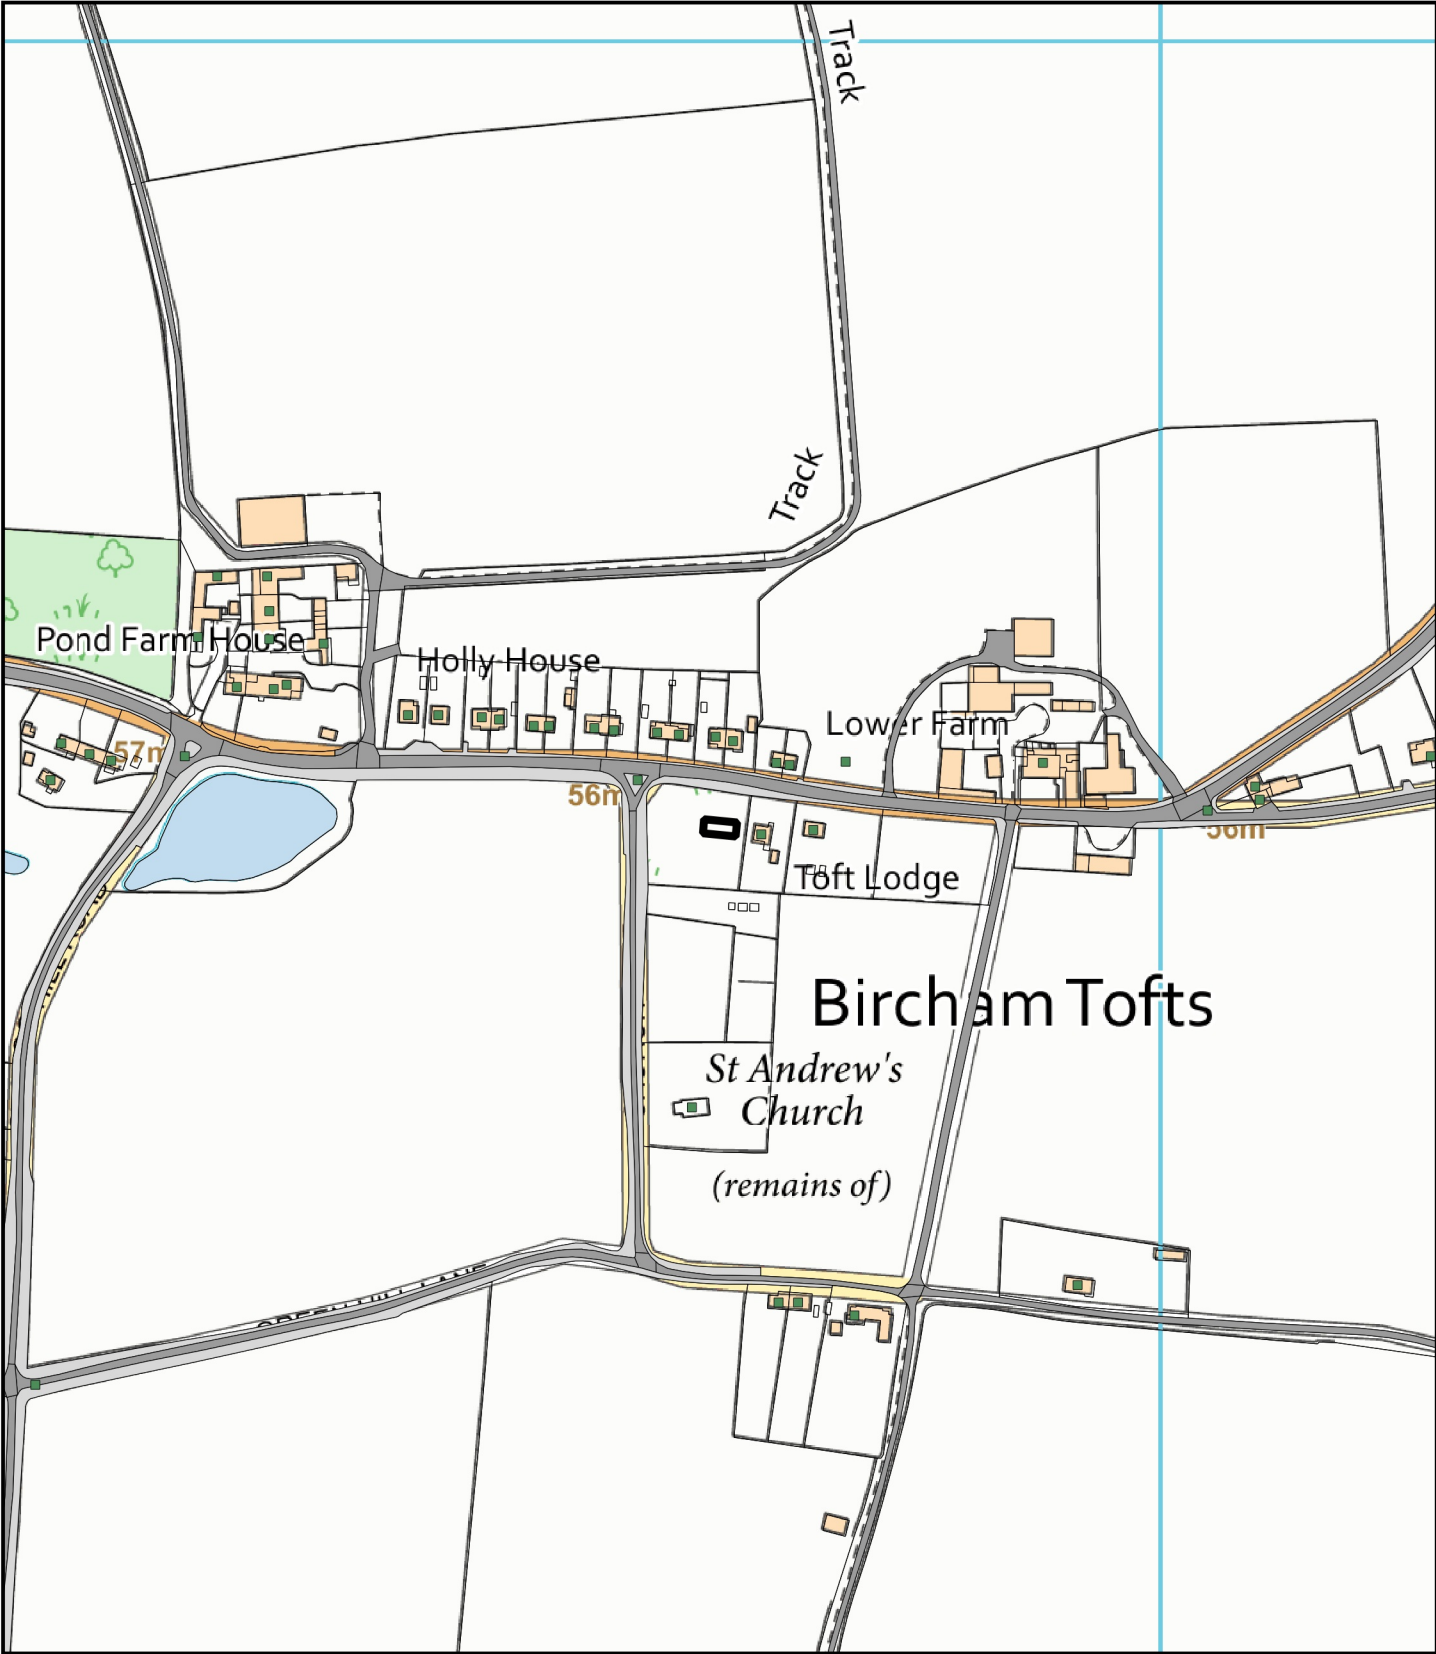 Track
Track
Pond Farm House
Holly House
Lower Farm
57m
56m
56m
Toft Lodge
Bircham Tofts
St Andrew's
Church
(remains of)